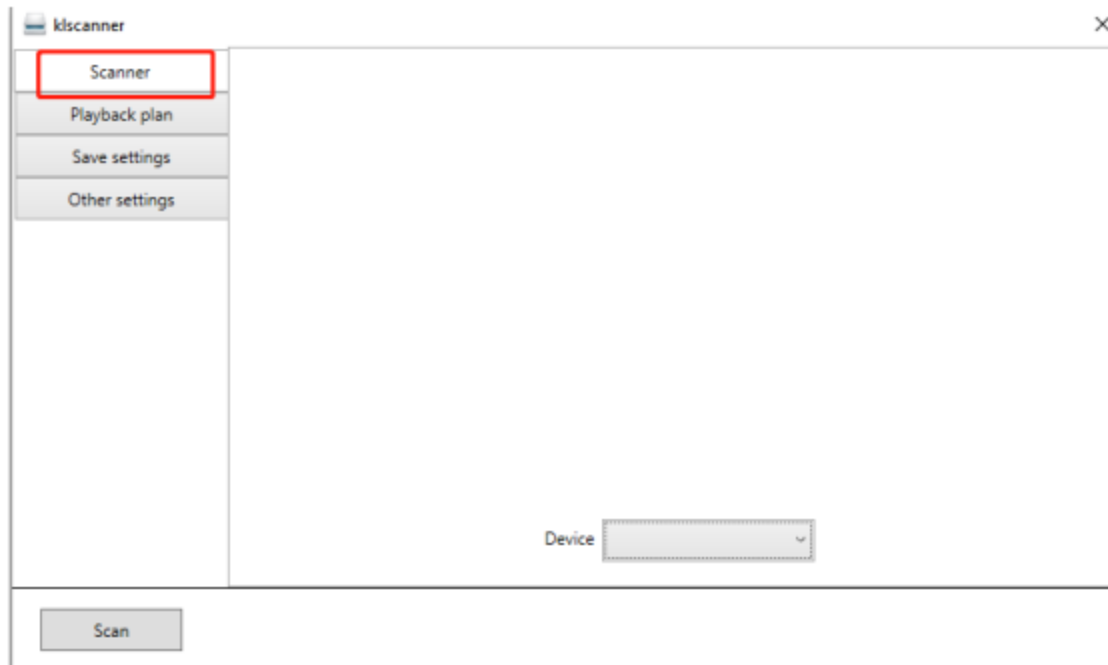 klscanner
Scanner
Playback plan
Save settings
Other settings
Device
Scan